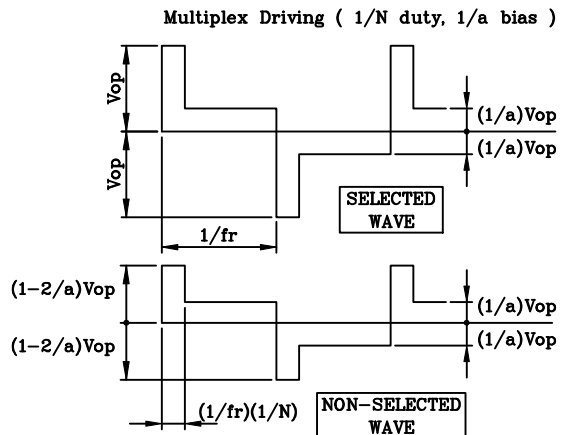 Multiplex Driving ( 1/N duty, 1/a bias )
Vop
Vop
(1/a)Vop
(1/a)Vop
SELECTED
WAVE
1/fr
(1-2/a)Vop
(1-2/a)Vop
(1/a)Vop
(1/a)Vop
(1/fr)(1/N)
NON-SELECTED
WAVE